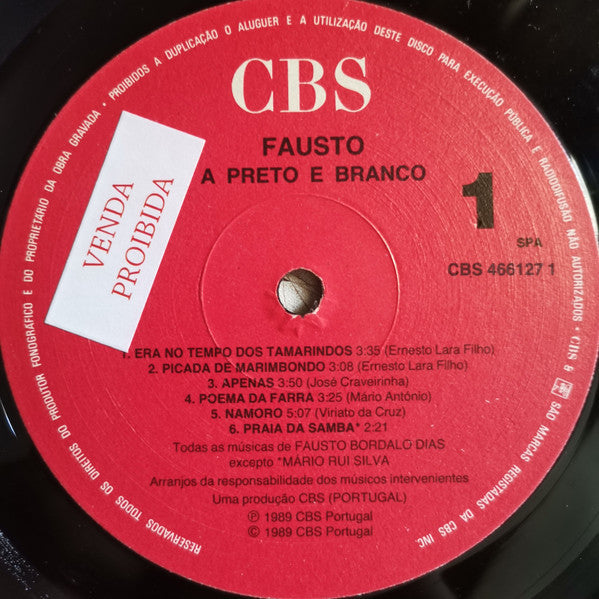 RESERVADOS TODOS OS DIREITOS DO PRODUTOR FONOGRÁFICO E DO PROPRIETÁRIO DA OBRA GRAVADA • PROIBIDOS A DUPLICAÇÃO O ALUGUER E A UTILIZAÇÃO DESTE DISCO PARA EXECUÇÃO PÚBLICA E RADIODIFUSÃO NÃO AUTORIZADOS • CBS
SÃO MARCAS REGISTADAS DA CBS INC
CBS
FAUSTO
A PRETO E BRANCO
1
SPA
CBS 466127 1
VENDA
PROIBIDA
1. ERA NO TEMPO DOS TAMARINDOS 3:35 (Ernesto Lara Filho)
2. PICADA DE MARIMBONDO 3:08 (Ernesto Lara Filho)
3. APENAS 3:50 (José Craveirinha)
4. POEMA DA FARRA 3:25 (Mário António)
5. NAMORO 5:07 (Viriato da Cruz)
6. PRAIA DA SAMBA* 2:21
Todas as músicas de FAUSTO BORDALO DIAS
excepto *MÁRIO RUI SILVA
Arranjos da responsabilidade dos músicos intervenientes
Uma produção CBS (PORTUGAL)
℗ 1989 CBS Portugal
© 1989 CBS Portugal